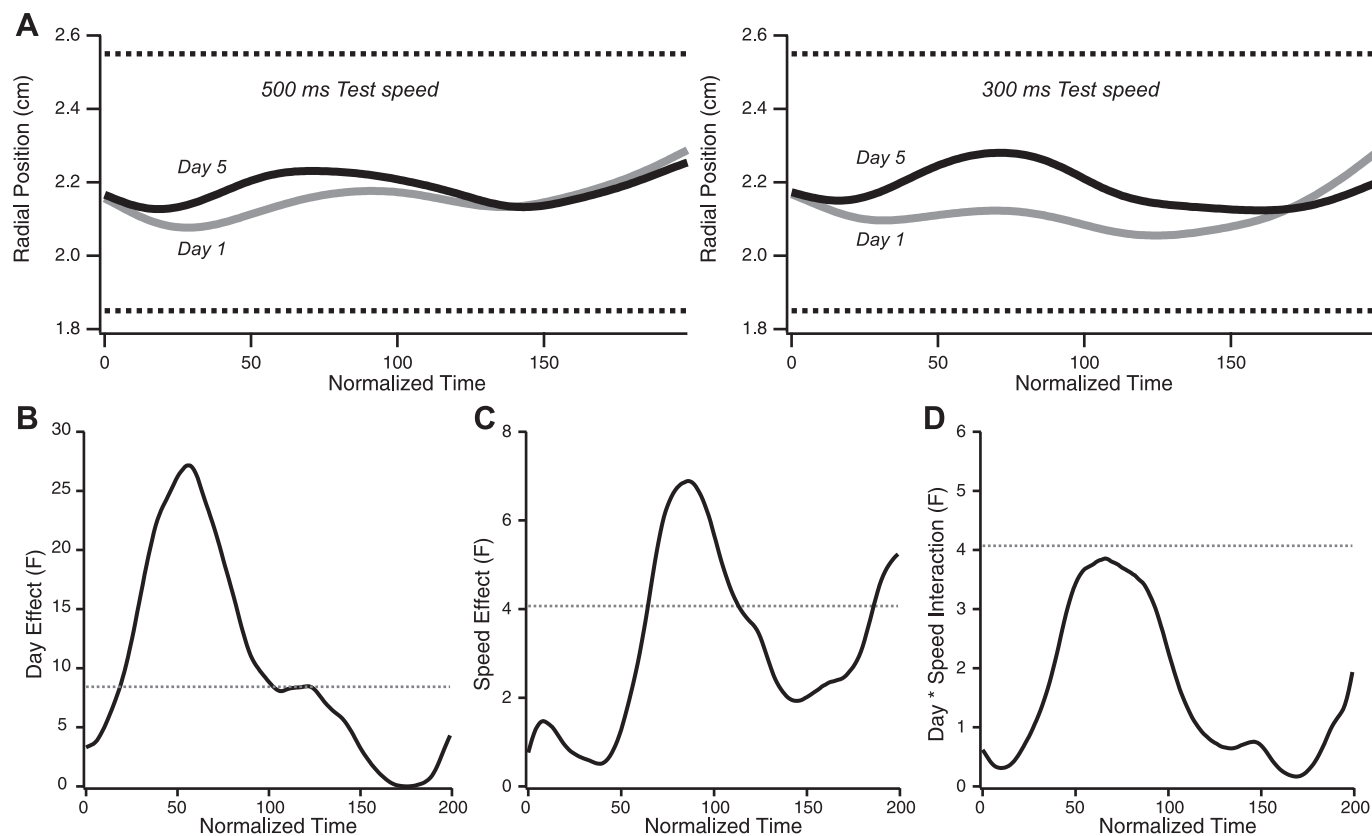 A
2.6
2.4
2.2
2.0
1.8
Radial Position (cm)
500 ms Test speed
Day 5
Day 1
0
50
100
150
Normalized Time
2.6
2.4
2.2
2.0
1.8
Radial Position (cm)
300 ms Test speed
Day 5
Day 1
0
50
100
150
Normalized Time
B
30
25
20
15
10
5
0
Day Effect (F)
0
50
100
150
200
Normalized Time
C
8
6
4
2
0
Speed Effect (F)
0
50
100
150
200
Normalized Time
D
6
5
4
3
2
1
0
Day * Speed Interaction (F)
0
50
100
150
200
Normalized Time